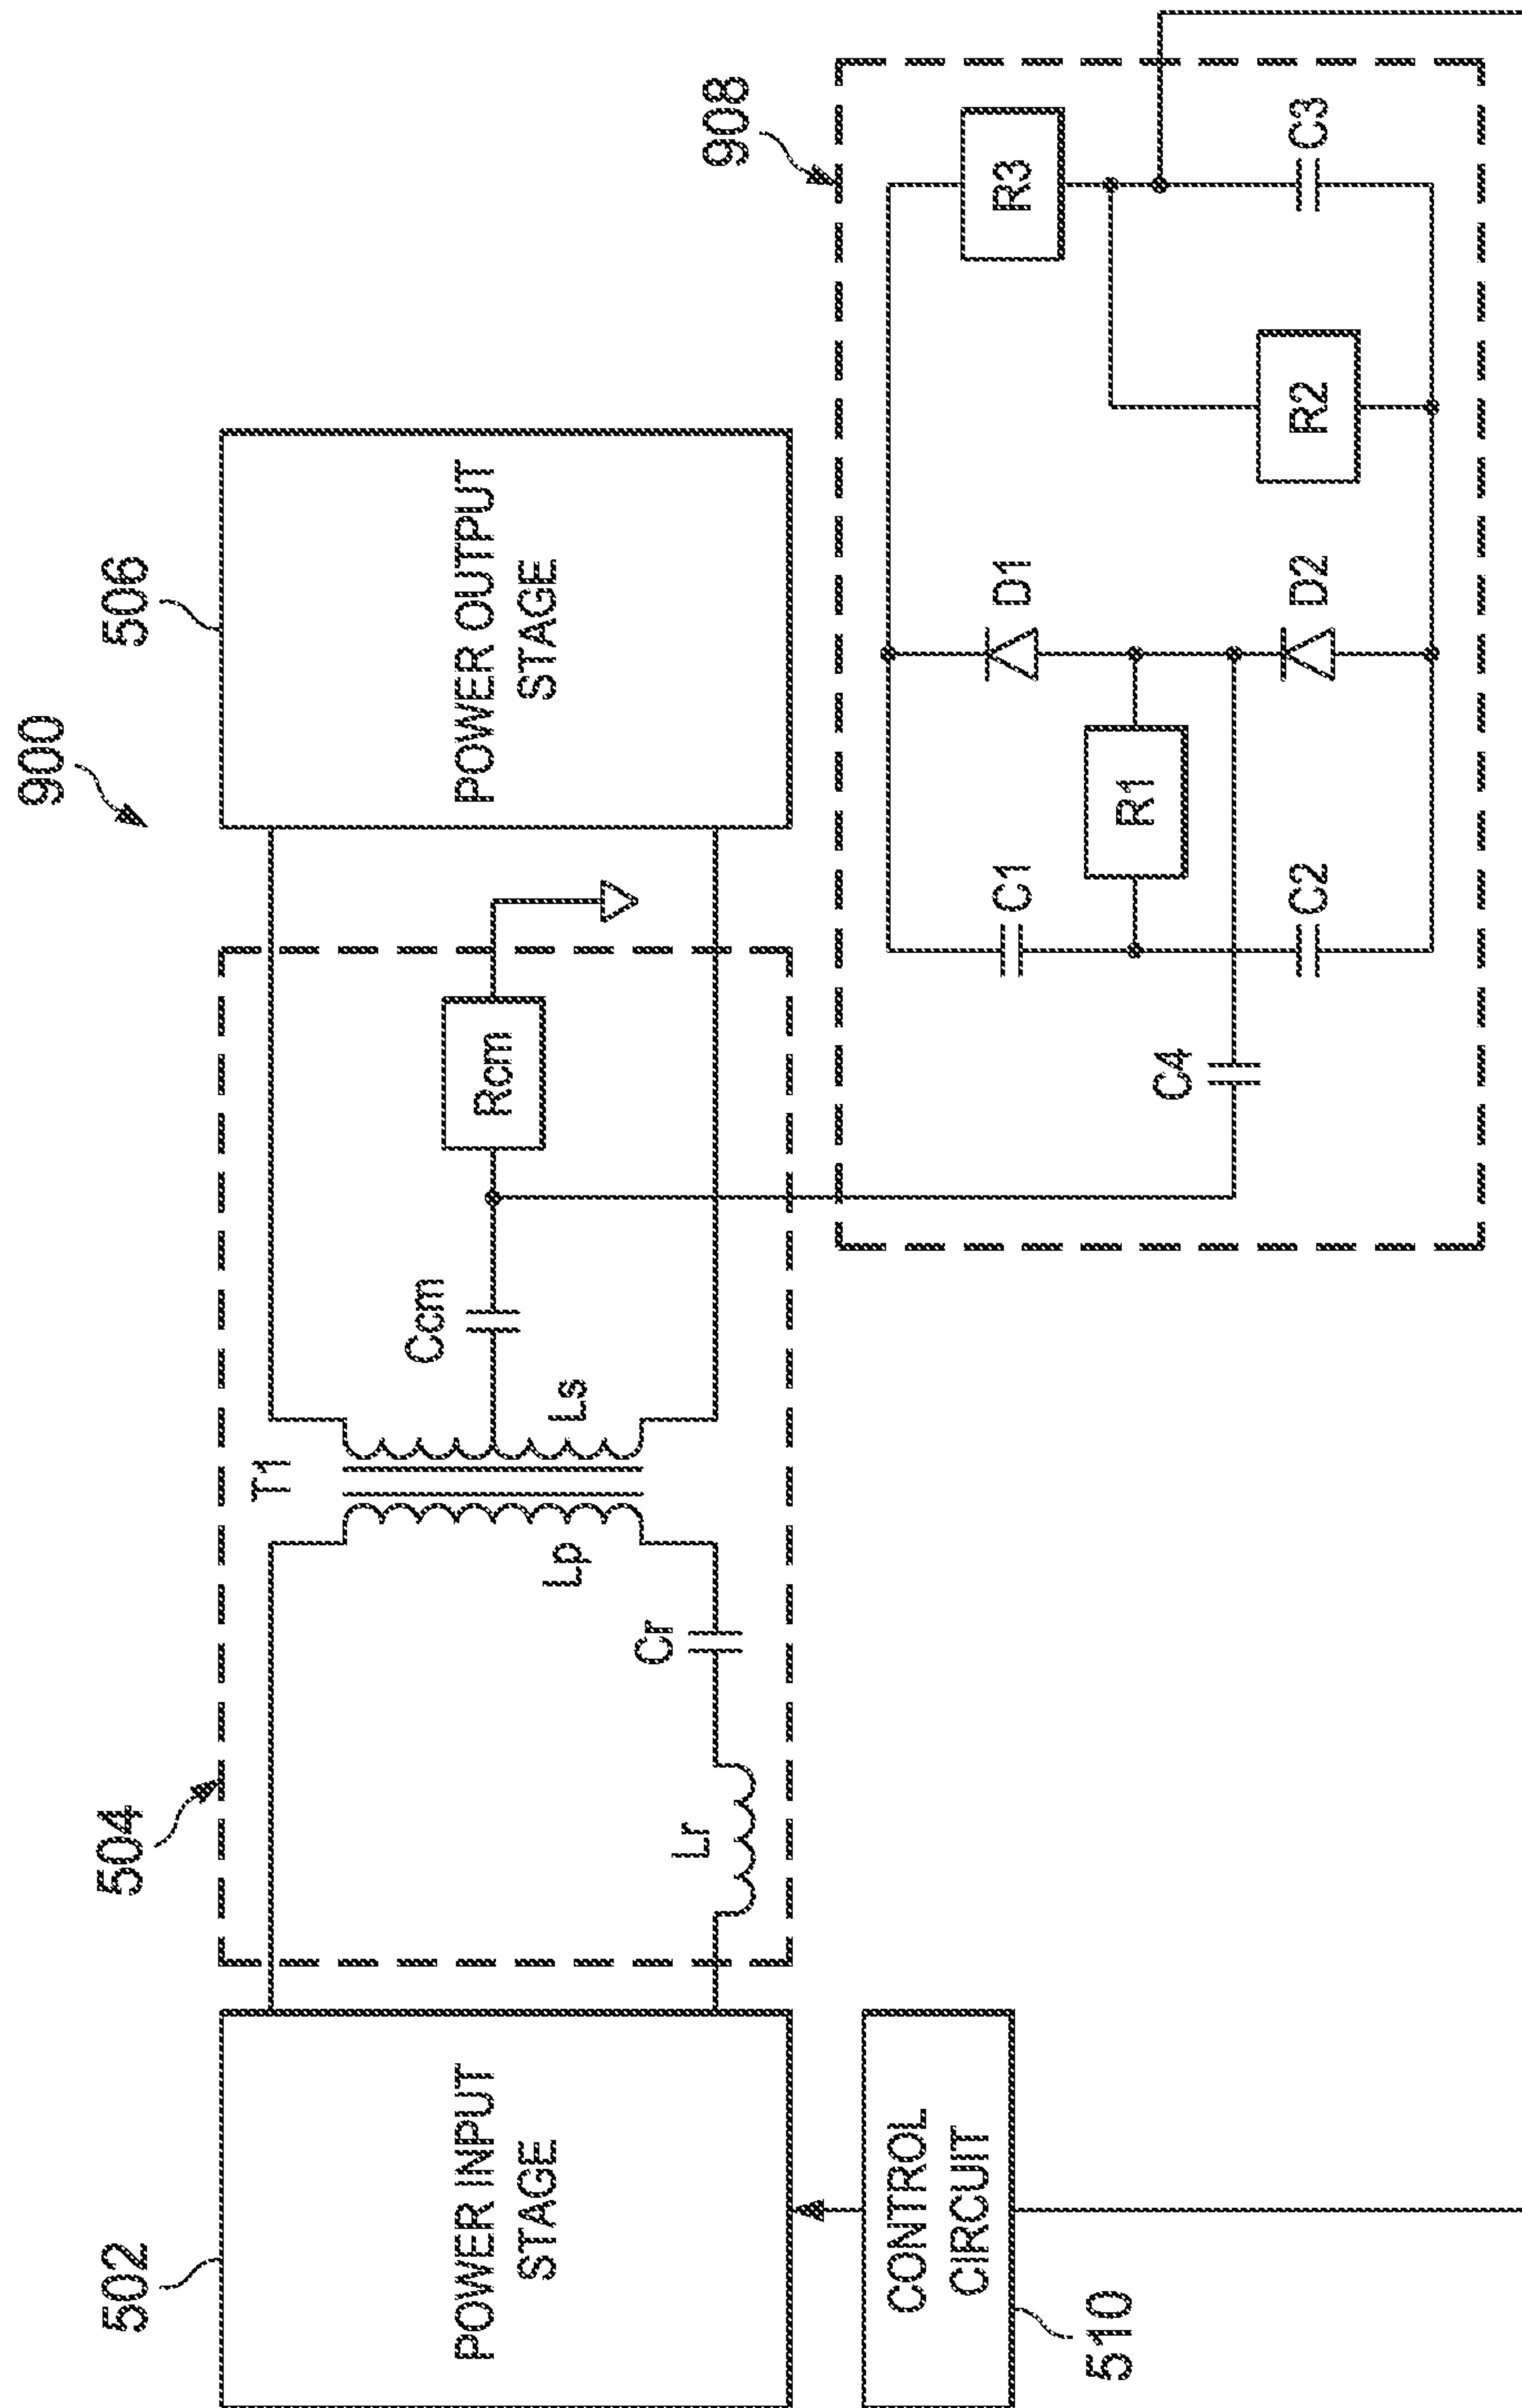 900
502
504
506
POWER INPUT
STAGE
POWER OUTPUT
STAGE
T1
Lp
Ls
Lr
Cr
Ccm
Rcm
CONTROL
CIRCUIT
510
908
C4
C1
C2
R1
D1
D2
R2
R3
C3